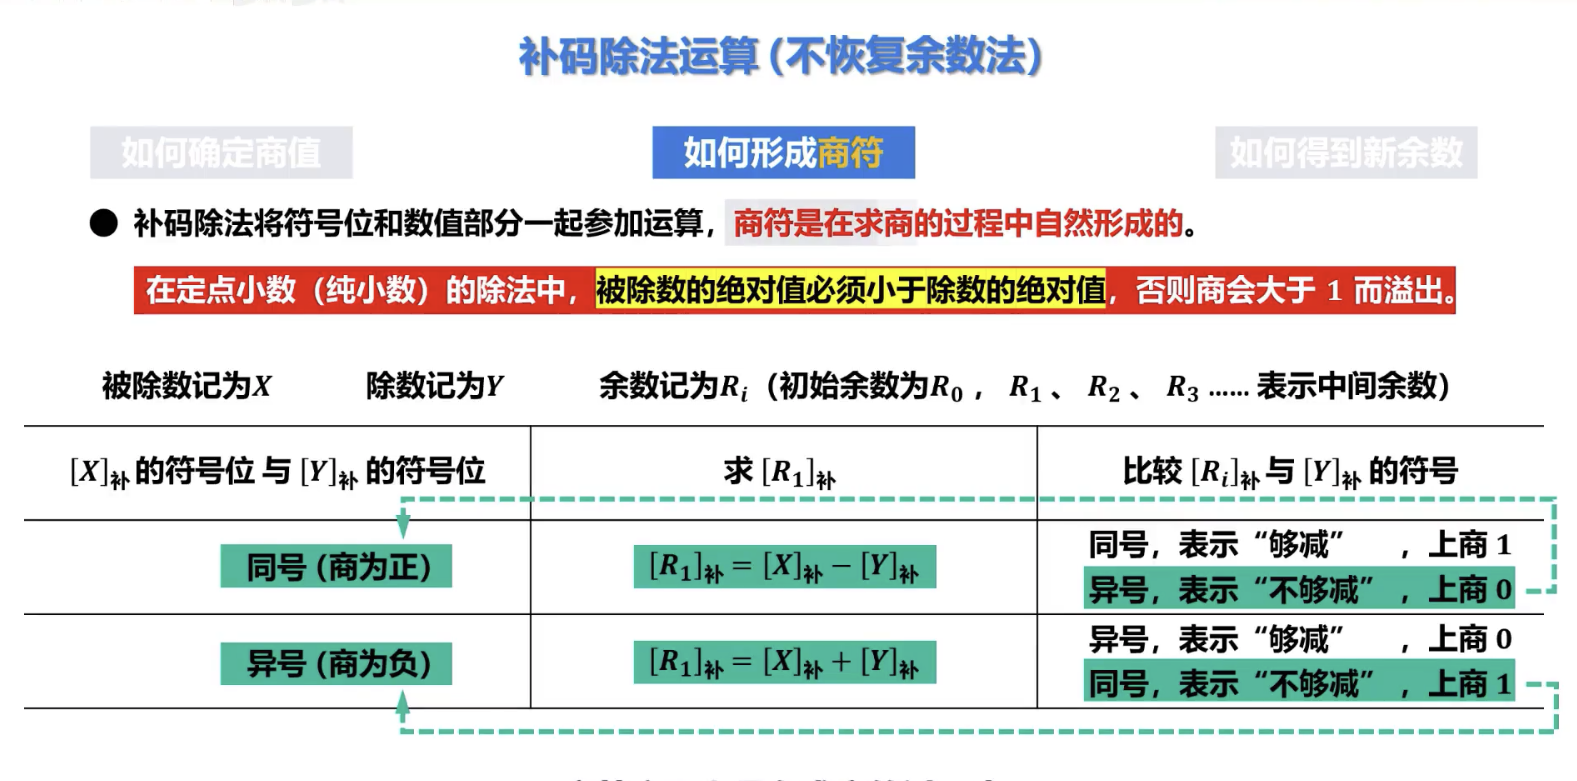 补码除法运算 (不恢复余数法)
如何确定商值
如何形成商符
如何得到新余数
● 补码除法将符号位和数值部分一起参加运算，商符是在求商的过程中自然形成的。
在定点小数（纯小数）的除法中，被除数的绝对值必须小于除数的绝对值，否则商会大于 1 而溢出。
被除数记为X 除数记为Y 余数记为Rᵢ（初始余数为R₀ ， R₁ 、 R₂ 、 R₃ …… 表示中间余数）
[X]补 的符号位 与 [Y]补 的符号位
求 [R₁]补
比较 [Rᵢ]补 与 [Y]补 的符号
同号 (商为正)
[R₁]补 = [X]补 − [Y]补
同号，表示“够减” ，上商 1
异号，表示“不够减” ，上商 0
异号 (商为负)
[R₁]补 = [X]补 + [Y]补
异号，表示“够减” ，上商 0
同号，表示“不够减” ，上商 1